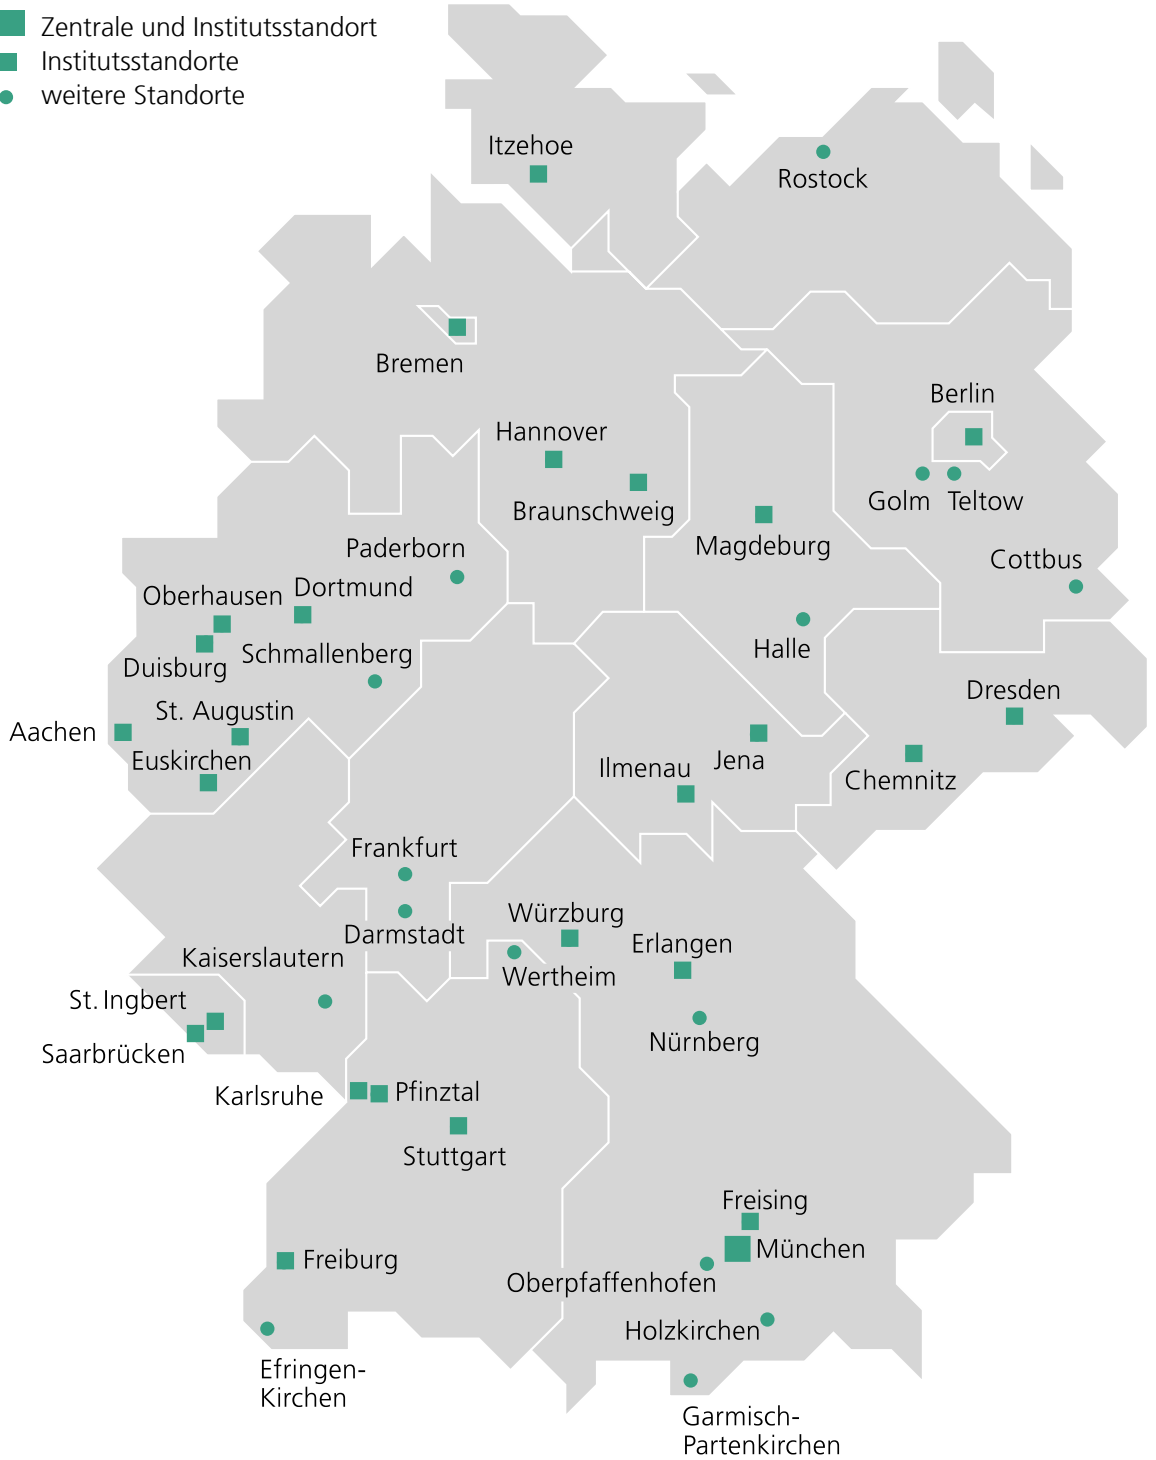 Zentrale und Institutsstandort
Institutsstandorte
weitere Standorte
Itzehoe
Rostock
Bremen
Berlin
Hannover
Golm
Teltow
Braunschweig
Magdeburg
Paderborn
Cottbus
Dortmund
Oberhausen
Halle
Schmallenberg
Duisburg
Dresden
St. Augustin
Aachen
Euskirchen
Jena
Ilmenau
Chemnitz
Frankfurt
Würzburg
Darmstadt
Erlangen
Kaiserslautern
Wertheim
St. Ingbert
Nürnberg
Saarbrücken
Karlsruhe
Pfinztal
Stuttgart
Freising
München
Freiburg
Oberpfaffenhofen
Holzkirchen
Efringen-
Kirchen
Garmisch-
Partenkirchen